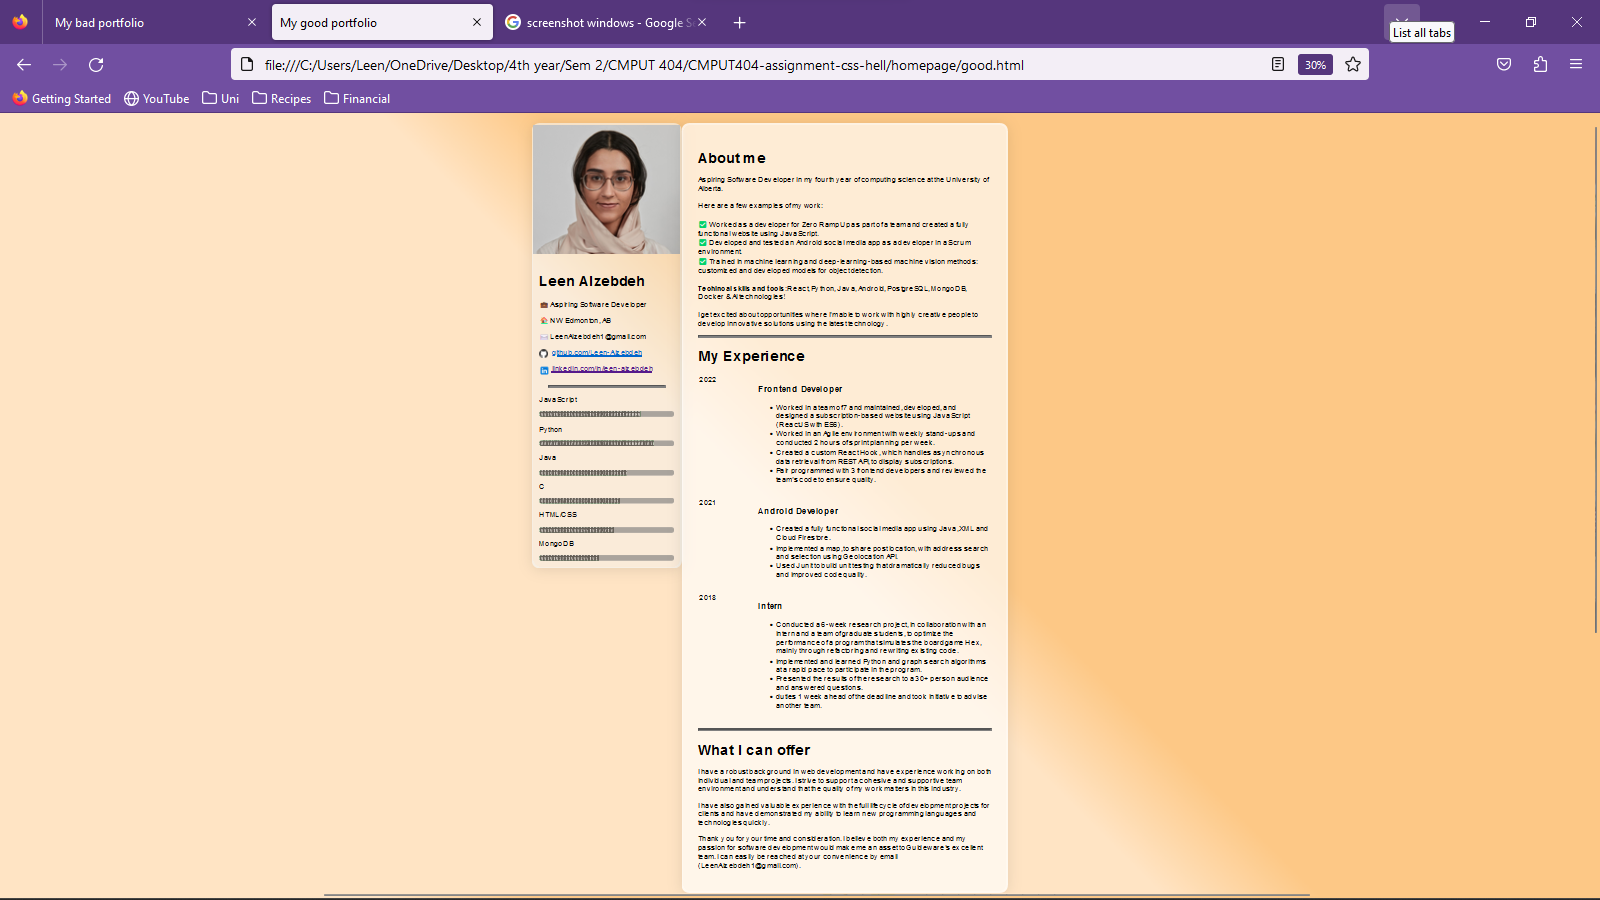 My bad portfolio
My good portfolio
screenshot windows - Google S
List all tabs
file:///C:/Users/Leen/OneDrive/Desktop/4th year/Sem 2/CMPUT 404/CMPUT404-assignment-css-hell/homepage/good.html
30%
Getting Started
YouTube
Uni
Recipes
Financial
Leen Alzebdeh
💼 Aspiring Software Developer
🏠 NW Edmonton, AB
✉️ LeenAlzebdeh1@gmail.com
github.com/Leen-Alzebdeh
linkedin.com/in/leen-alzebdeh
JavaScript
Python
Java
C
HTML/CSS
MongoDB
About me
Aspiring Software Developer in my fourth year of computing science at the University of
Alberta.
Here are a few examples of my work:
✅ Worked as a developer for Zero RampUp as part of a team and created a fully
functional website using JavaScript.
✅ Developed and tested an Android social media app as a developer in a Scrum
environment.
✅ Trained in machine learning and deep-learning-based machine vision methods:
customized and developed models for object detection.
Techincal skills and tools :React, Python, Java, Android, PostgreSQL, MongoDB,
Docker & AI technologies!
I get excited about opportunities where I'm able to work with highly creative people to
develop innovative solutions using the latest technology .
My Experience
2022
Frontend Developer
• Worked in a team of 7 and maintained, developed, and
designed a subscription-based website using JavaScript
(ReactJS with ES6).
• Worked in an Agile environment with weekly stand-ups and
conducted 2 hours of sprint planning per week.
• Created a custom React Hook , which handles asynchronous
data retrieval from REST API, to display subscriptions.
• Pair programmed with 3 frontend developers and reviewed the
team's code to ensure quality.
2021
Android Developer
• Created a fully functional social media app using Java, XML and
Cloud Firestore.
• Implemented a map, to share post location, with address search
and selection using Geolocation API.
• Used Junit to build unit testing that dramatically reduced bugs
and improved code quality.
2018
Intern
• Conducted a 6-week research project, in collaboration with an
intern and a team of graduate students, to optimize the
performance of a program that simulates the board game Hex,
mainly through refactoring and rewriting existing code.
• Implemented and learned Python and graph search algorithms
at a rapid pace to participate in the program.
• Presented the results of the research to a 30+ person audience
and answered questions.
• duties 1 week ahead of the deadline and took initiative to advise
another team.
What I can offer
I have a robust background in web development and have experience working on both
individual and team projects. I strive to support a cohesive and supportive team
environment and understand that the quality of my work matters in this industry.
I have also gained valuable experience with the full lifecycle of development projects for
clients and have demonstrated my ability to learn new programming languages and
technologies quickly.
Thank you for your time and consideration, I believe both my experience and my
passion for software development would make me an asset to Guideware's excellent
team. I can easily be reached at your convenience by email
(LeenAlzebdeh1@gmail.com).